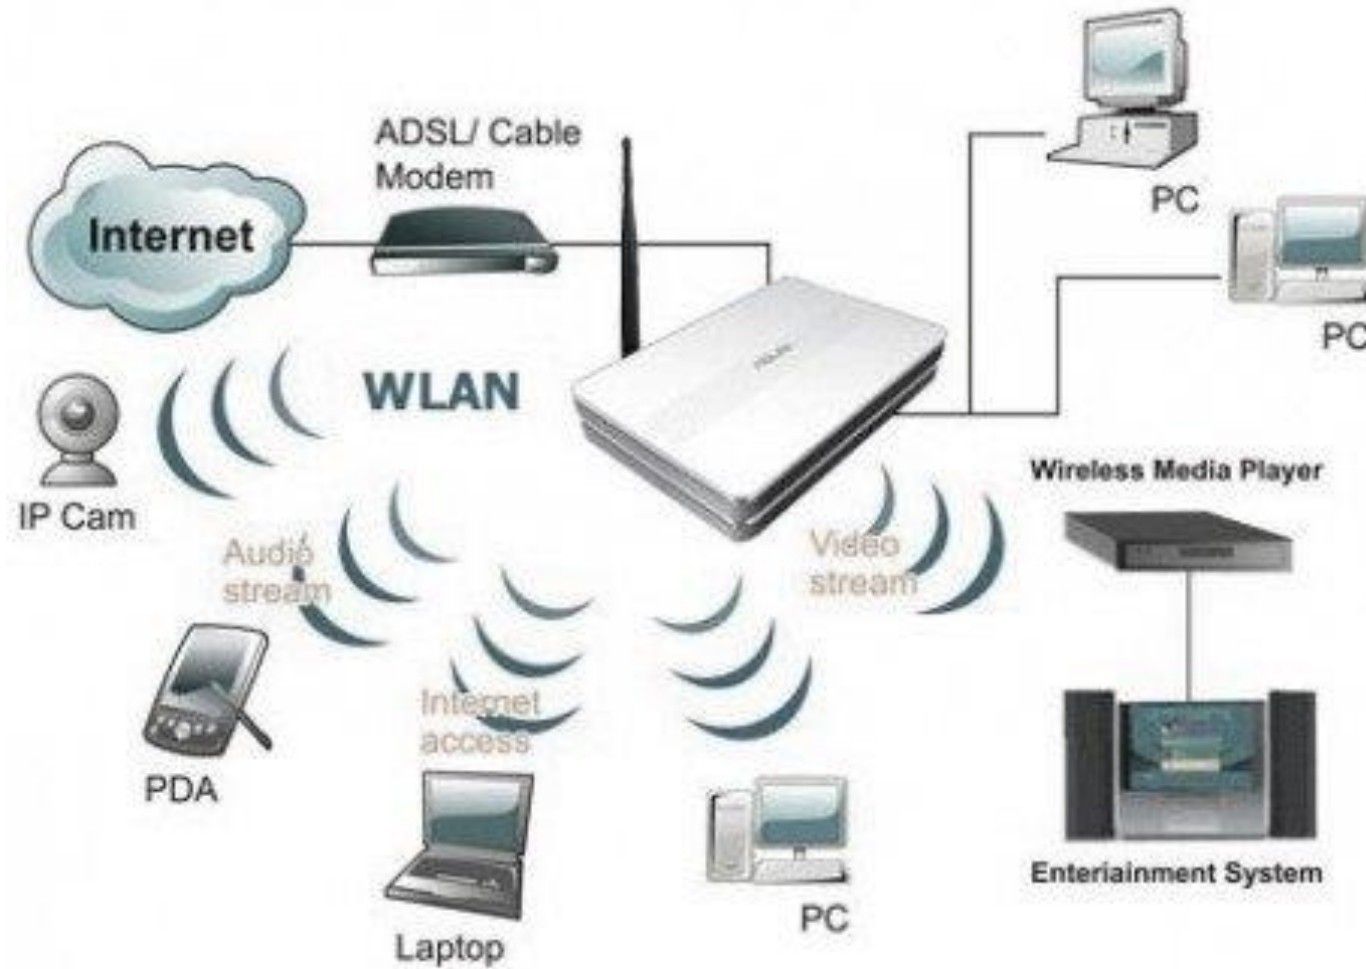 ADSL/ Cable
Modem
Internet
PC
PC
WLAN
IP Cam
Wireless Media Player
Audio
stream
Video
stream
Internet
access
PDA
Laptop
PC
Enteriainment System